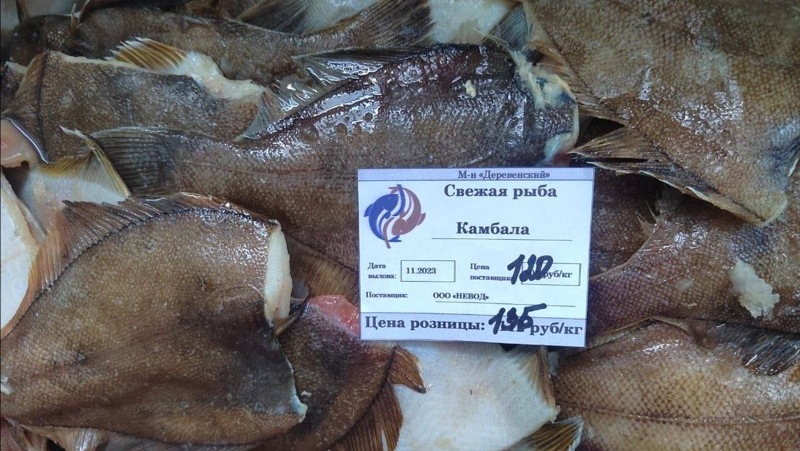 М-н «Деревенский»
Свежая рыба
Камбала
Дата вылова: 11.2023
Цена поставщик: 120 руб/кг
Поставщик: ООО «НЕВОД»
Цена розницы: 135 руб/кг